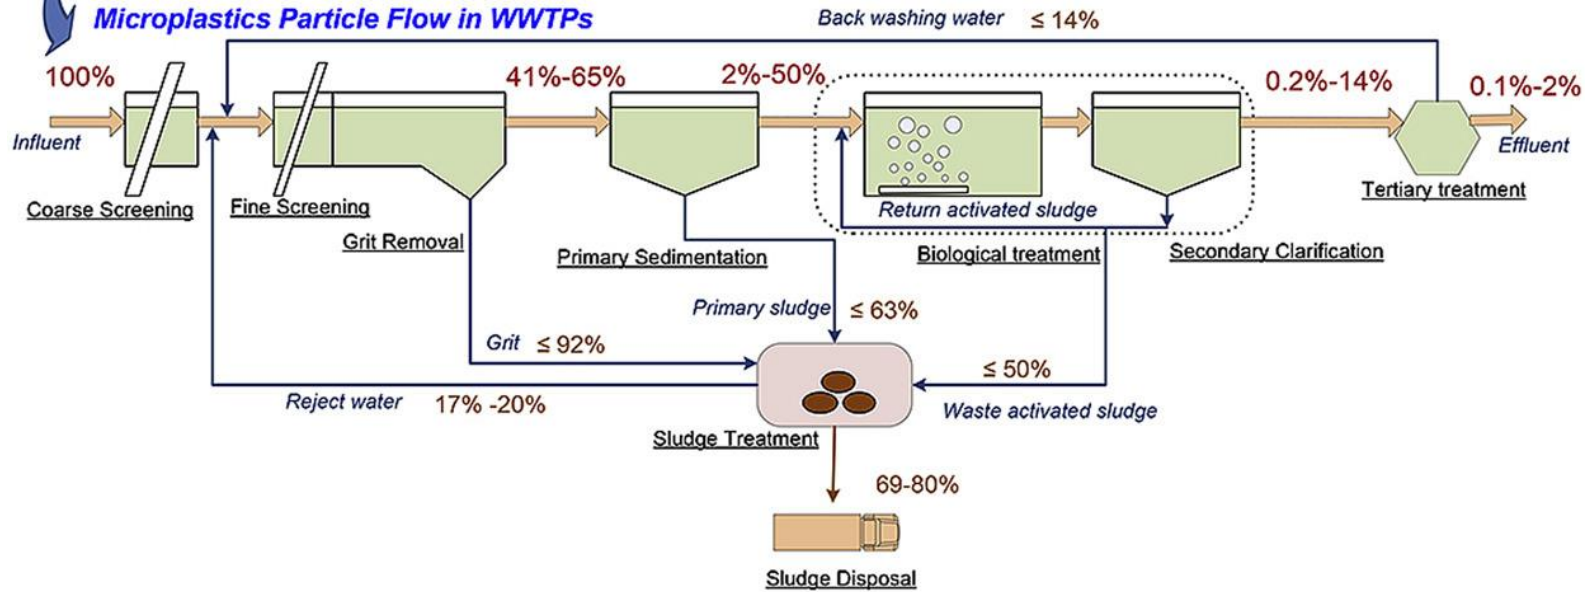 Microplastics Particle Flow in WWTPs
Back washing water ≤ 14%
100%
41%-65%
2%-50%
0.2%-14%
0.1%-2%
Influent
Effluent
Coarse Screening
Fine Screening
Grit Removal
Primary Sedimentation
Return activated sludge
Biological treatment
Secondary Clarification
Tertiary treatment
Primary sludge ≤ 63%
Grit ≤ 92%
≤ 50%
Reject water 17% -20%
Waste activated sludge
Sludge Treatment
69-80%
Sludge Disposal